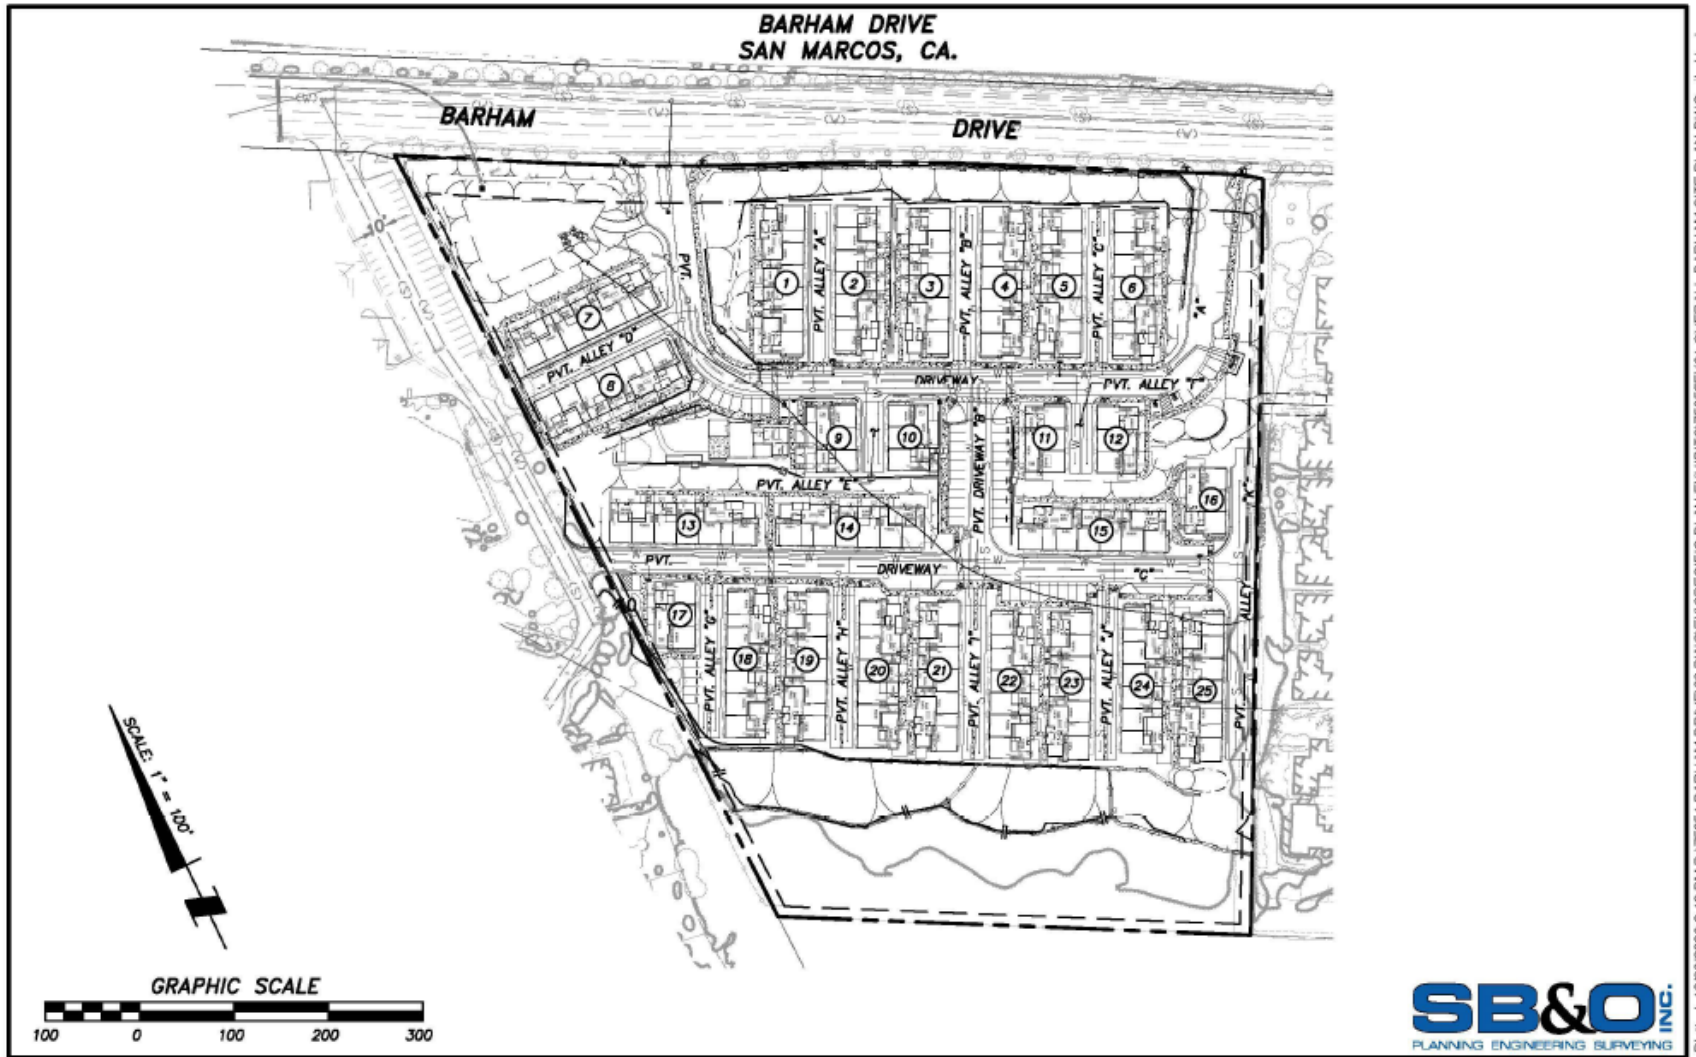 BARHAM DRIVE
SAN MARCOS, CA.
BARHAM DRIVE
PVT.
"A"
1
PVT. ALLEY "A"
2
3
PVT. ALLEY "B"
4
5
PVT. ALLEY "C"
6
7
PVT. ALLEY "D"
8
DRIVEWAY
PVT. ALLEY "F"
9
10
PVT. DRIVEWAY "B"
11
12
PVT. ALLEY "E"
13
14
15
16
"K"
PVT.
DRIVEWAY
"C"
ALLEY
PVT.
17
PVT. ALLEY "G"
18
19
PVT. ALLEY "H"
20
21
PVT. ALLEY "I"
22
23
PVT. ALLEY "J"
24
25
SCALE: 1" = 100'
GRAPHIC SCALE
100 0 100 200 300
SB&O INC.
PLANNING ENGINEERING SURVEYING